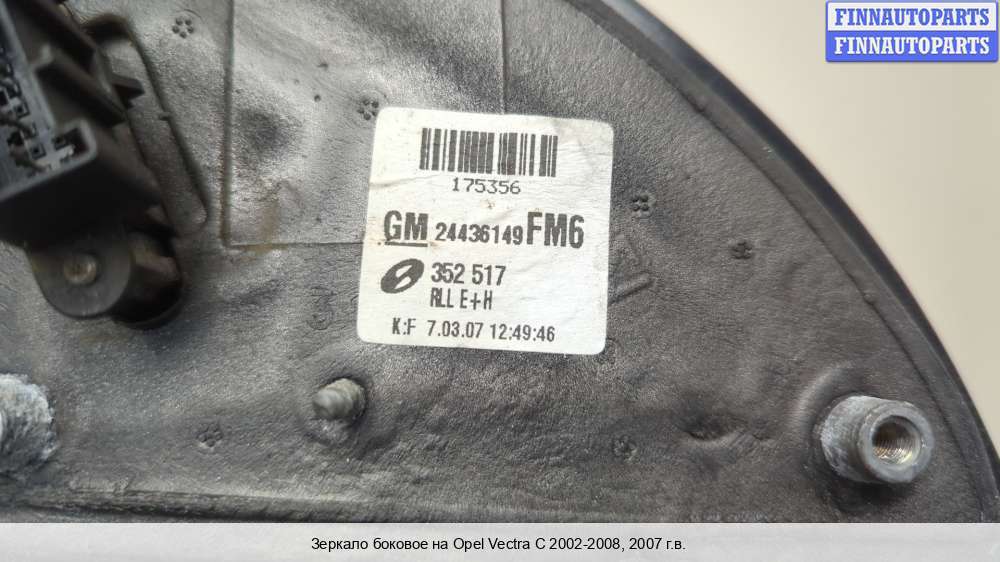 FINNAUTOPARTS
FINNAUTOPARTS
175356
GM 24436149 FM6
352 517
RLL E+H
K:F 7.03.07 12:49:46
Зеркало боковое на Opel Vectra C 2002-2008, 2007 г.в.